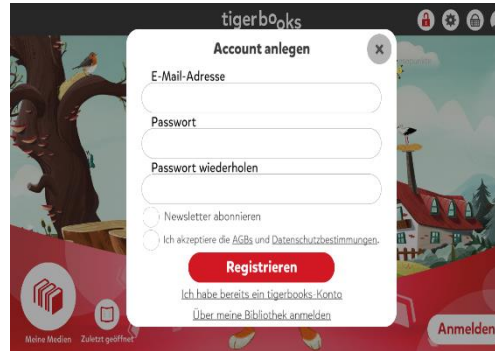 tigerbooks
Account anlegen
X
E-Mail-Adresse
Passwort
Passwort wiederholen
Newsletter abonnieren
Ich akzeptiere die AGBs und Datenschutzbestimmungen.
Registrieren
Ich habe bereits ein tigerbooks-Konto
Über meine Bibliothek anmelden
Meine Medien
Zuletzt geöffnet
Anmelden